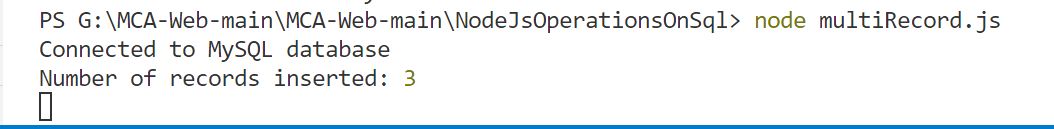 PS G:\MCA-Web-main\MCA-Web-main\NodeJsOperationsOnSql> node multiRecord.js
Connected to MySQL database
Number of records inserted: 3